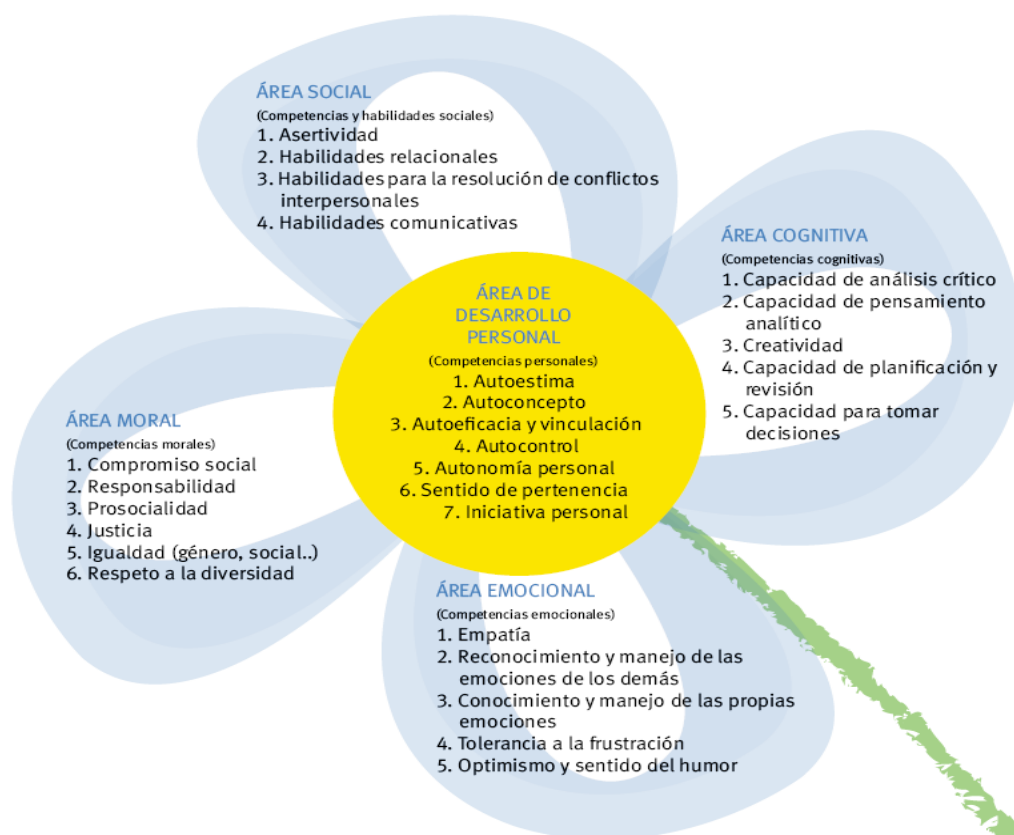 ÁREA SOCIAL
(Competencias y habilidades sociales)
1. Asertividad
2. Habilidades relacionales
3. Habilidades para la resolución de conflictos
interpersonales
4. Habilidades comunicativas
ÁREA COGNITIVA
(Competencias cognitivas)
1. Capacidad de análisis crítico
2. Capacidad de pensamiento
analítico
3. Creatividad
4. Capacidad de planificación y
revisión
5. Capacidad para tomar
decisiones
ÁREA DE
DESARROLLO
PERSONAL
(Competencias personales)
1. Autoestima
2. Autoconcepto
3. Autoeficacia y vinculación
4. Autocontrol
5. Autonomía personal
6. Sentido de pertenencia
7. Iniciativa personal
ÁREA MORAL
(Competencias morales)
1. Compromiso social
2. Responsabilidad
3. Prosocialidad
4. Justicia
5. Igualdad (género, social..)
6. Respeto a la diversidad
ÁREA EMOCIONAL
(Competencias emocionales)
1. Empatía
2. Reconocimiento y manejo de las
emociones de los demás
3. Conocimiento y manejo de las propias
emociones
4. Tolerancia a la frustración
5. Optimismo y sentido del humor